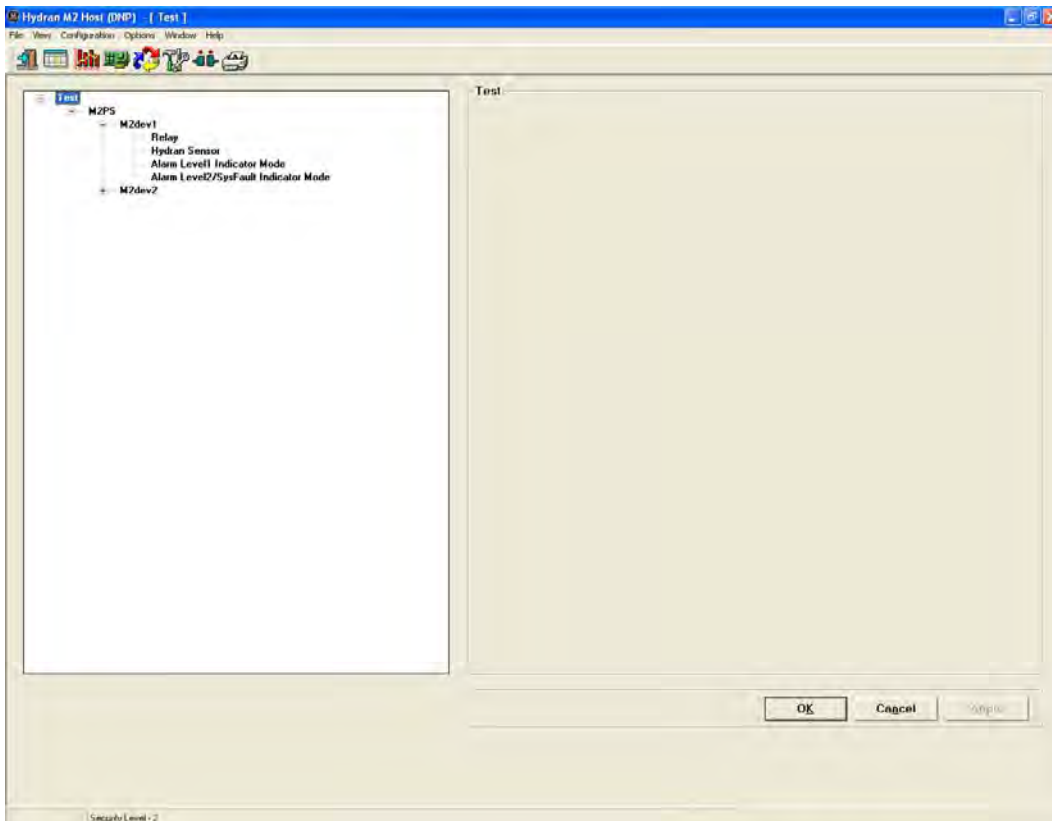 Hydran M2 Host (DNP) - [ Test ]
File View Configuration Options Window Help
Test
M2PS
M2dev1
Relay
Hydran Sensor
Alarm Level1 Indicator Mode
Alarm Level2/SysFault Indicator Mode
M2dev2
Test
OK Cancel Apply
Security Level - 2